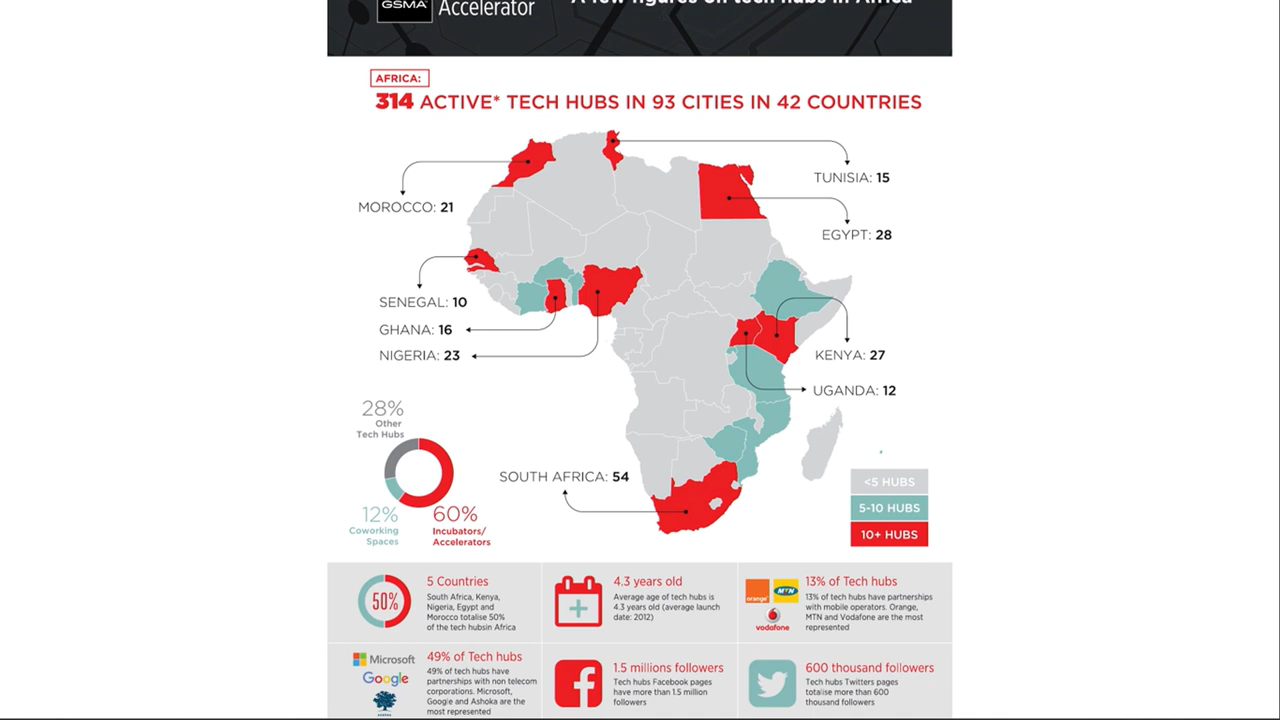 GSMA
Accelerator
A few figures on tech hubs in Africa
AFRICA:
314 ACTIVE* TECH HUBS IN 93 CITIES IN 42 COUNTRIES
TUNISIA: 15
MOROCCO: 21
EGYPT: 28
SENEGAL: 10
GHANA: 16
NIGERIA: 23
KENYA: 27
UGANDA: 12
28%
Other
Tech Hubs
SOUTH AFRICA: 54
12%
Coworking
Spaces
60%
Incubators/
Accelerators
<5 HUBS
5-10 HUBS
10+ HUBS
50%
5 Countries
South Africa, Kenya,
Nigeria, Egypt and
Morocco totalise 50%
of the tech hubsin Africa
4.3 years old
Average age of tech hubs is
4.3 years old (average launch
date: 2012)
orange
MTN
vodafone
13% of Tech hubs
13% of tech hubs have partnerships
with mobile operators. Orange,
MTN and Vodafone are the most
represented
Microsoft
Google
49% of Tech hubs
49% of tech hubs have
partnerships with non telecom
corporations. Microsoft,
Google and Ashoka are the
most represented
1.5 millions followers
Tech hubs Facebook pages
have more than 1.5 million
followers
600 thousand followers
Tech hubs Twitters pages
totalise more than 600
thousand followers